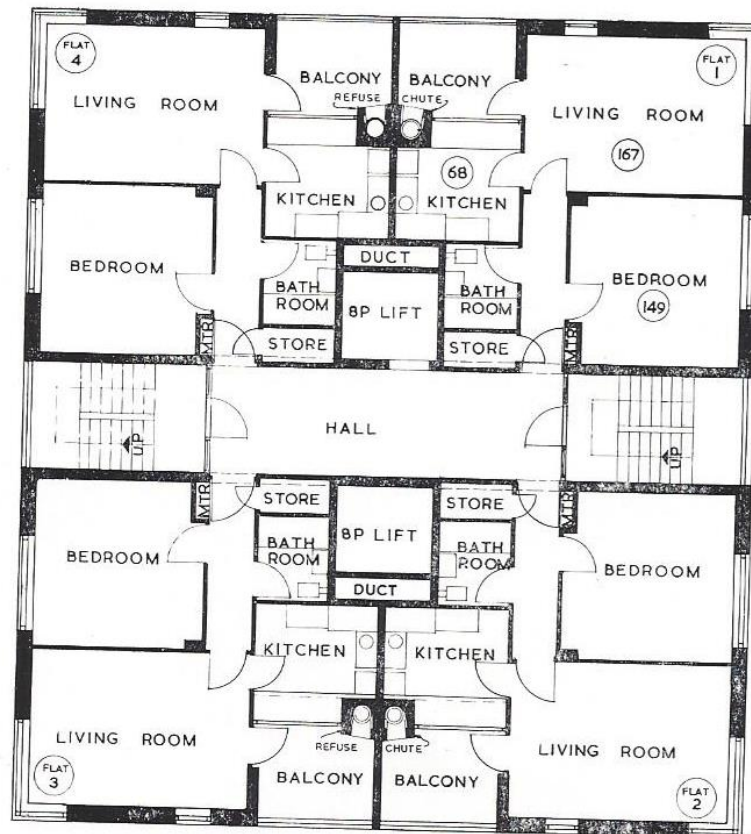 FLAT
4
LIVING ROOM
BALCONY
BALCONY
FLAT
1
REFUSE
CHUTE
LIVING ROOM
167
68
KITCHEN
KITCHEN
BEDROOM
DUCT
BATH
ROOM
BATH
ROOM
BEDROOM
149
8P LIFT
MTR
STORE
STORE
MTR
UP
HALL
UP
MTR
STORE
STORE
MTR
BEDROOM
BATH
ROOM
8P LIFT
BATH
ROOM
BEDROOM
DUCT
KITCHEN
KITCHEN
LIVING ROOM
REFUSE
CHUTE
LIVING ROOM
FLAT
3
BALCONY
BALCONY
FLAT
2